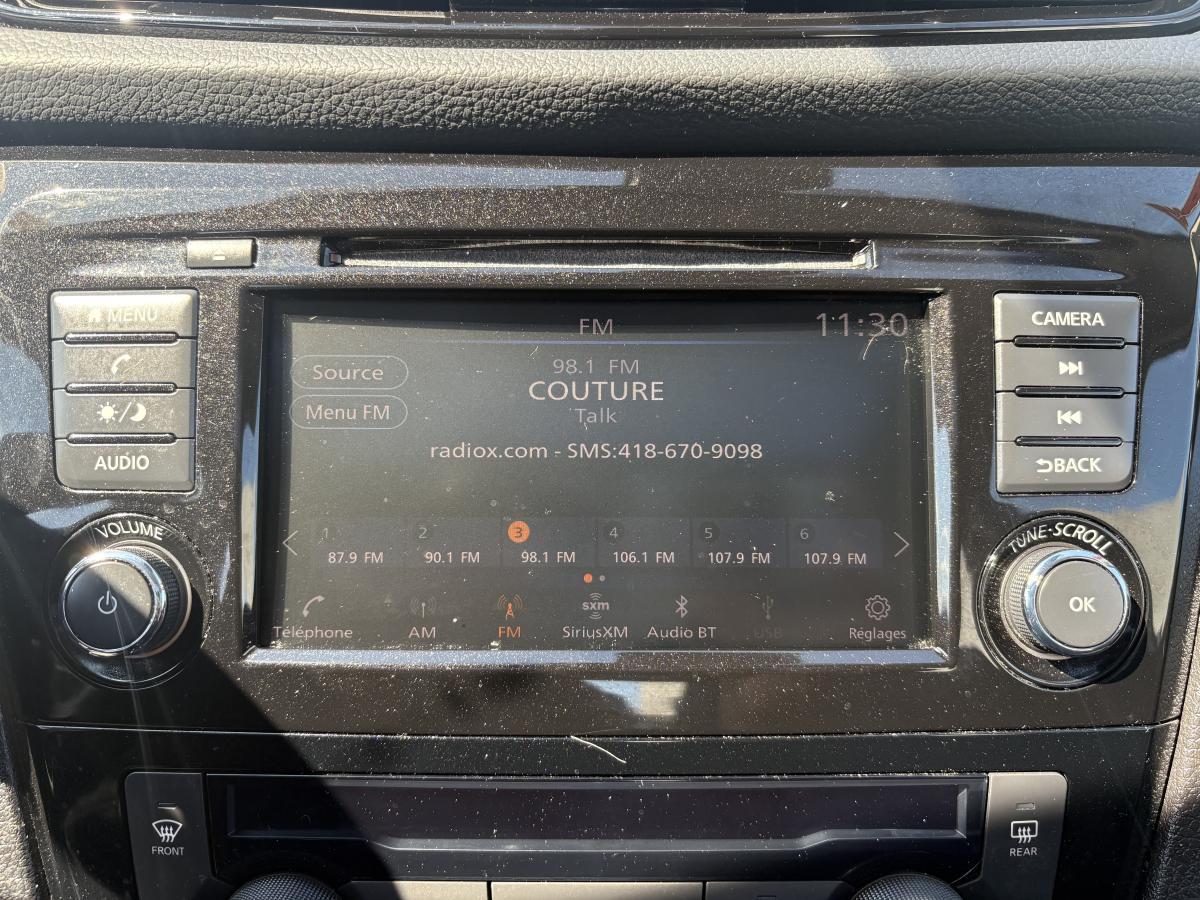 FM
11:30
MENU
CAMERA
Source
98.1 FM
COUTURE
Menu FM
Talk
AUDIO
radiox.com - SMS:418-670-9098
BACK
VOLUME
TUNE·SCROLL
1 2 3 4 5 6
87.9 FM 90.1 FM 98.1 FM 106.1 FM 107.9 FM 107.9 FM
OK
sxm
Téléphone AM FM SiriusXM Audio BT USB Réglages
FRONT
REAR